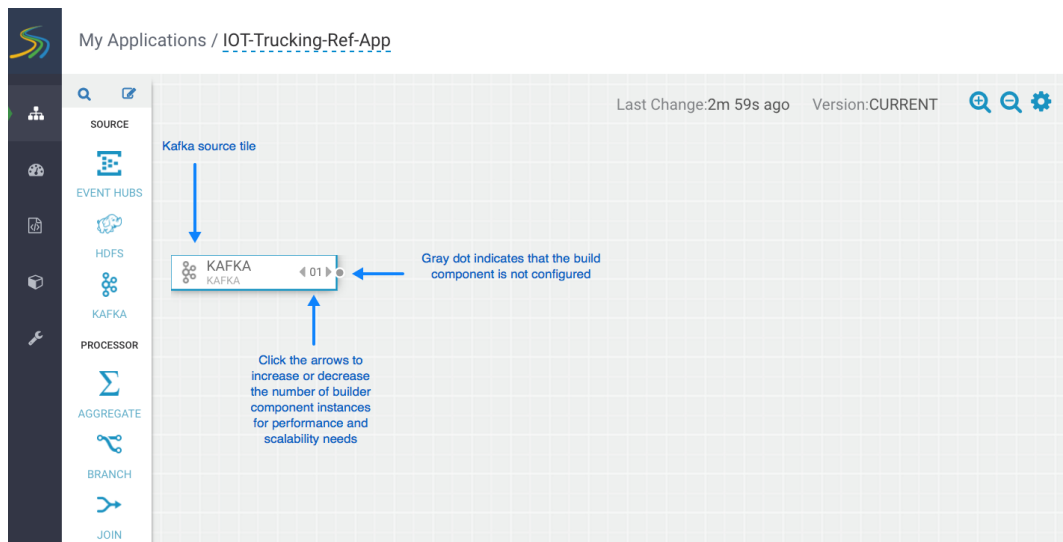 My Applications / IOT-Trucking-Ref-App
Last Change:2m 59s ago Version:CURRENT
SOURCE
EVENT HUBS
HDFS
KAFKA
PROCESSOR
AGGREGATE
BRANCH
JOIN
Kafka source tile
KAFKA
KAFKA
01
Gray dot indicates that the build
component is not configured
Click the arrows to
increase or decrease
the number of builder
component instances
for performance and
scalability needs